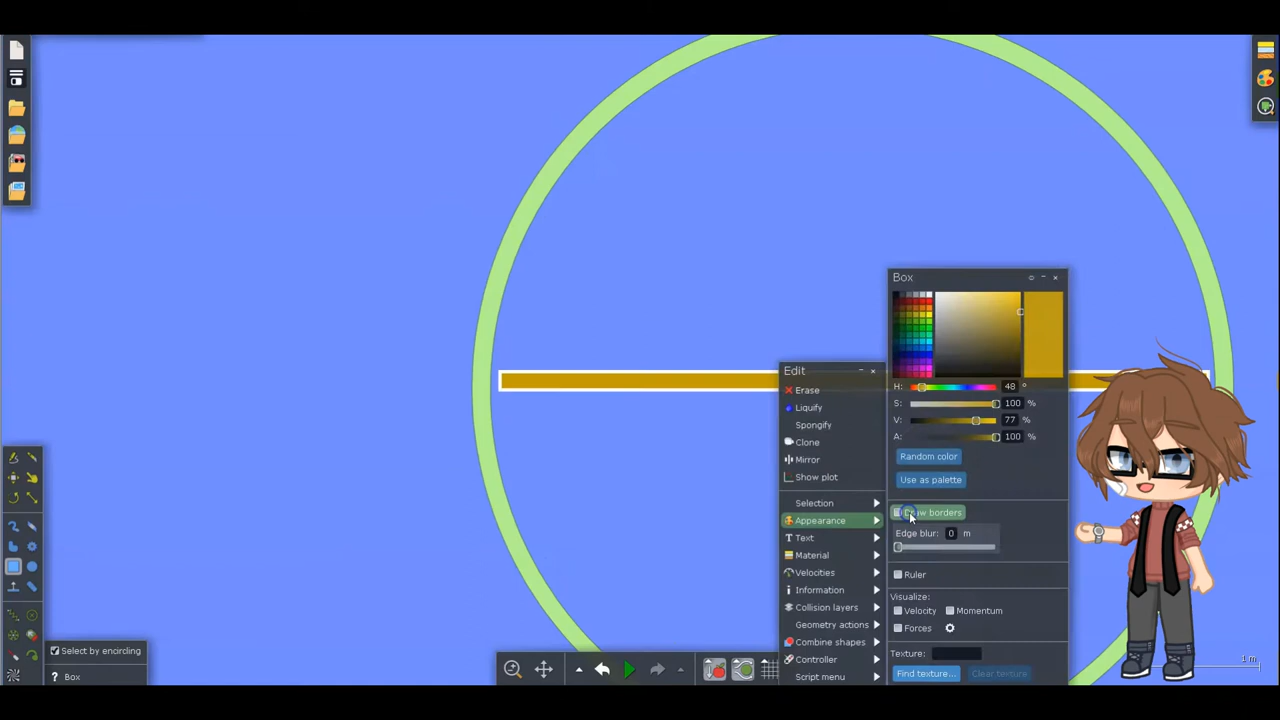 Box
H: 48 °
S: 100 %
V: 77 %
A: 100 %
Random color
Use as palette
Draw borders
Edge blur: 0 m
Ruler
Visualize:
Velocity Momentum
Forces
Texture:
Find texture... Clear texture
Edit
Erase
Liquify
Spongify
Clone
Mirror
Show plot
Selection
Appearance
Text
Material
Velocities
Information
Collision layers
Geometry actions
Combine shapes
Controller
Script menu
Select by encircling
Box
1 m